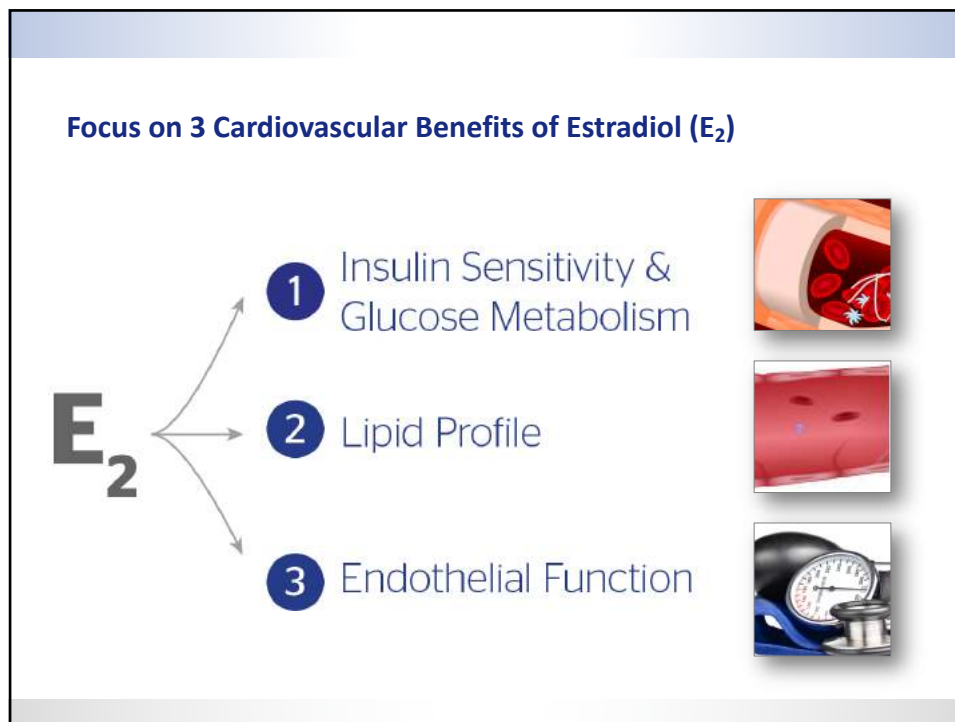 Focus on 3 Cardiovascular Benefits of Estradiol (E₂)
E₂
1 Insulin Sensitivity &
Glucose Metabolism
2 Lipid Profile
3 Endothelial Function